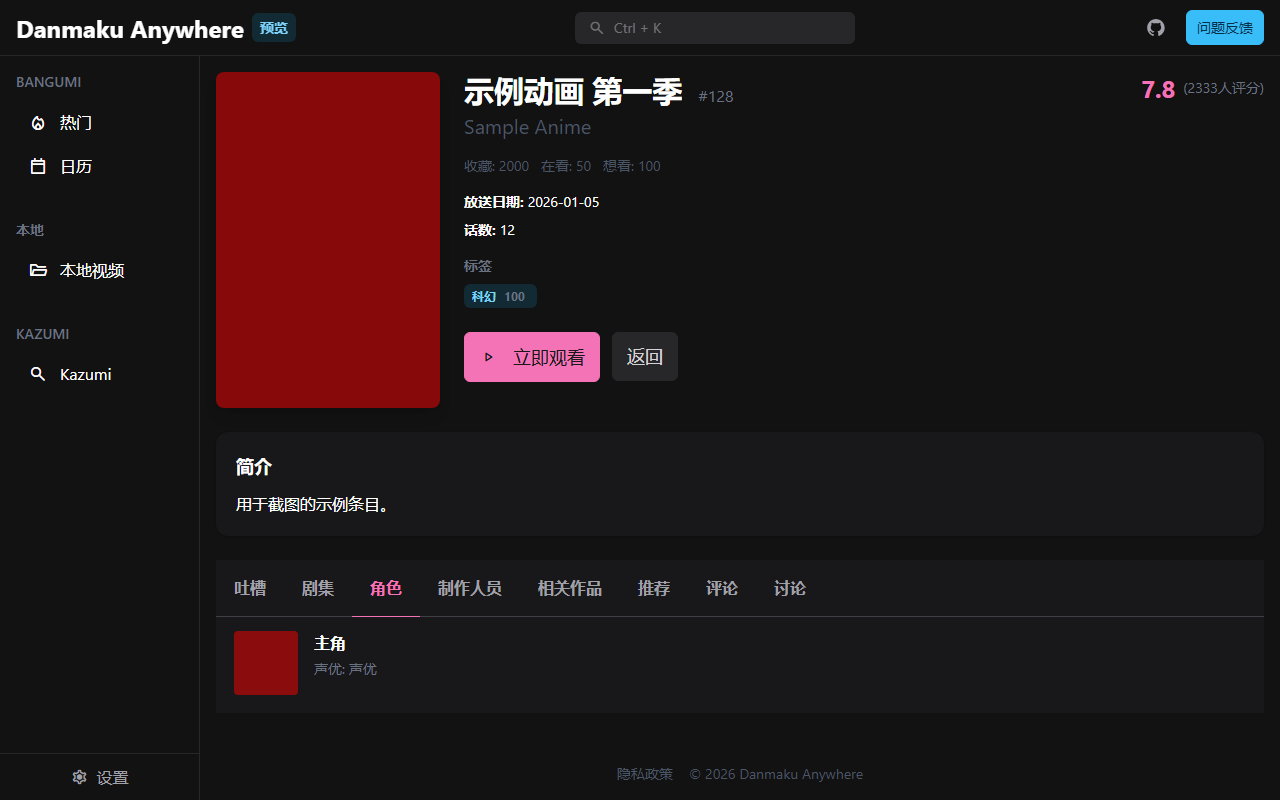 Danmaku Anywhere 预览
Ctrl + K
问题反馈
BANGUMI
热门
日历
本地
本地视频
KAZUMI
Kazumi
设置
示例动画 第一季 #128
7.8 (2333人评分)
Sample Anime
收藏: 2000 在看: 50 想看: 100
放送日期: 2026-01-05
话数: 12
标签
科幻 100
立即观看 返回
简介
用于截图的示例条目。
吐槽 剧集 角色 制作人员 相关作品 推荐 评论 讨论
主角
声优: 声优
隐私政策 © 2026 Danmaku Anywhere